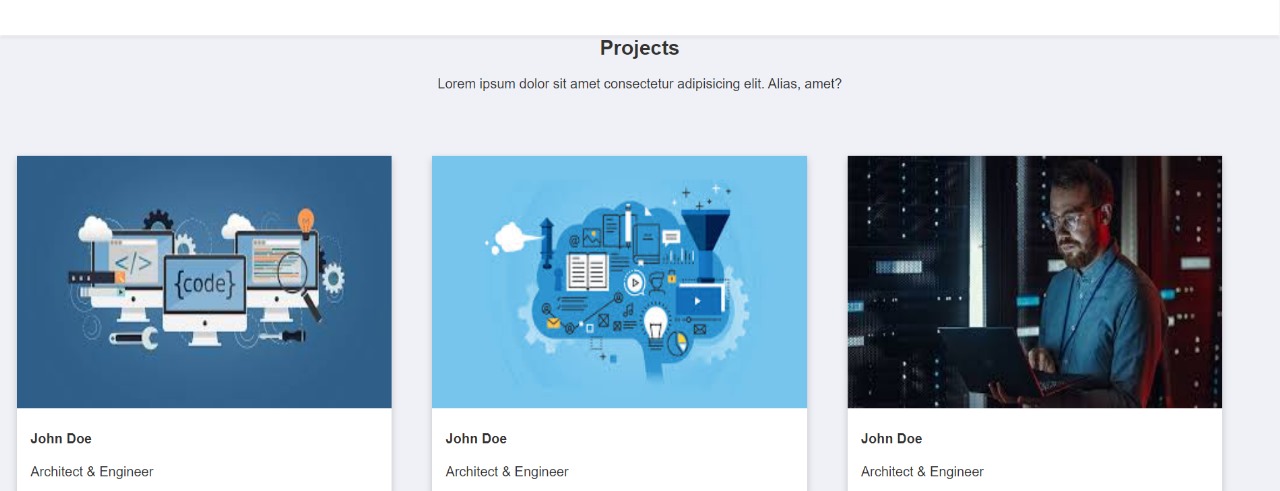 Projects
Lorem ipsum dolor sit amet consectetur adipisicing elit. Alias, amet?
</>
{code}
@
John Doe
John Doe
John Doe
Architect & Engineer
Architect & Engineer
Architect & Engineer